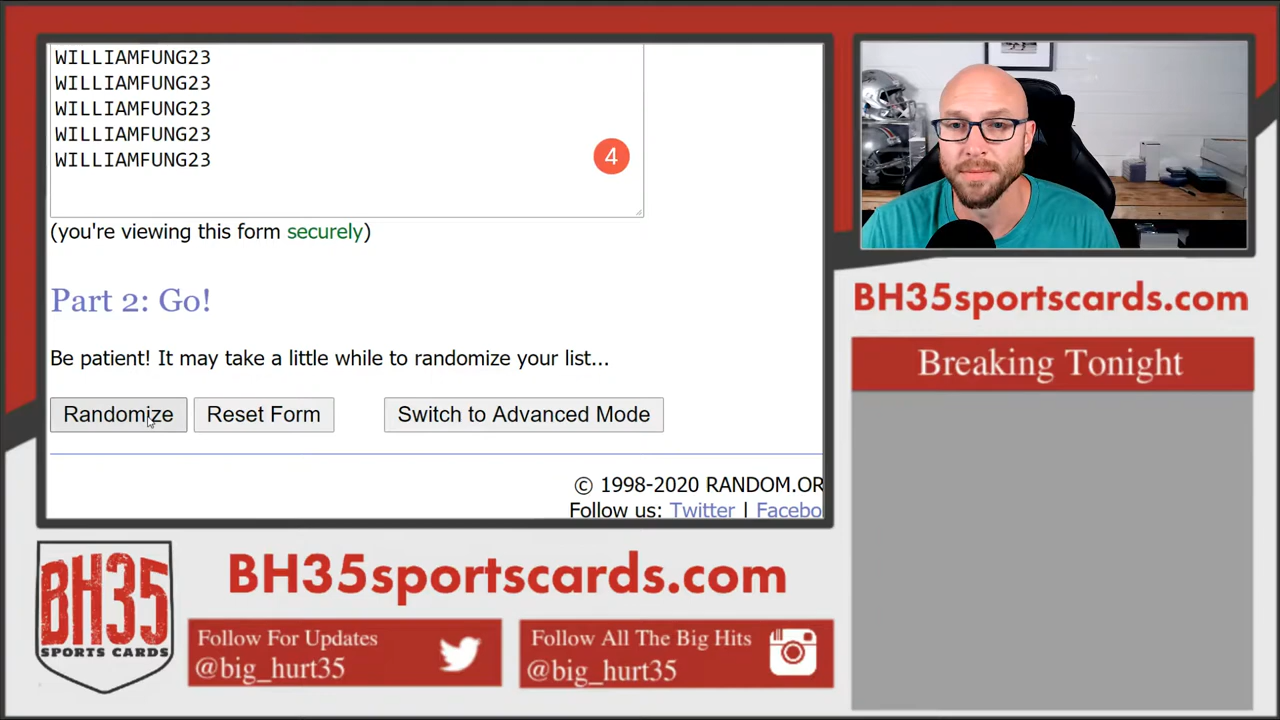 WILLIAMFUNG23
WILLIAMFUNG23
WILLIAMFUNG23
WILLIAMFUNG23
WILLIAMFUNG23
4
(you're viewing this form securely)
Part 2: Go!
Be patient! It may take a little while to randomize your list...
Randomize
Reset Form
Switch to Advanced Mode
© 1998-2020 RANDOM.OR
Follow us: Twitter | Facebo
BH35sportscards.com
Breaking Tonight
BH35
SPORTS CARDS
BH35sportscards.com
Follow For Updates
@big_hurt35
Follow All The Big Hits
@big_hurt35